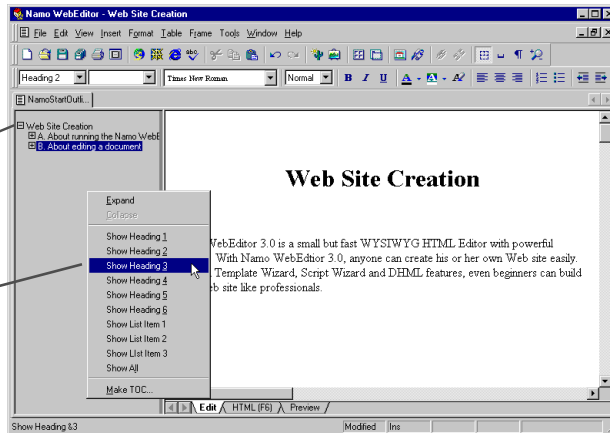 Namo WebEditor - Web Site Creation
File Edit View Insert Format Table Frame Tools Window Help
Heading 2 Times New Roman Normal B I U A A
NamoStartOutli...
Web Site Creation
A. About running the Namo WebE
B. About editing a document
Web Site Creation
WebEditor 3.0 is a small but fast WYSIWYG HTML Editor with powerful
With Namo WebEdtior 3.0, anyone can create his or her own Web site easily.
Template Wizard, Script Wizard and DHML features, even beginners can build
eb site like professionals.
Expand
Collapse
Show Heading 1
Show Heading 2
Show Heading 3
Show Heading 4
Show Heading 5
Show Heading 6
Show List Item 1
Show List Item 2
Show LIst Item 3
Show All
Make TOC...
Edit HTML (F6) Preview
Show Heading &3 Modified Ins